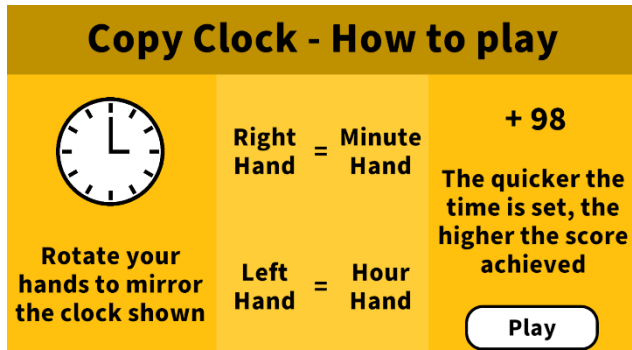 Copy Clock - How to play
Rotate your
hands to mirror
the clock shown
Right
Hand
=
Minute
Hand
Left
Hand
=
Hour
Hand
+ 98
The quicker the
time is set, the
higher the score
achieved
Play